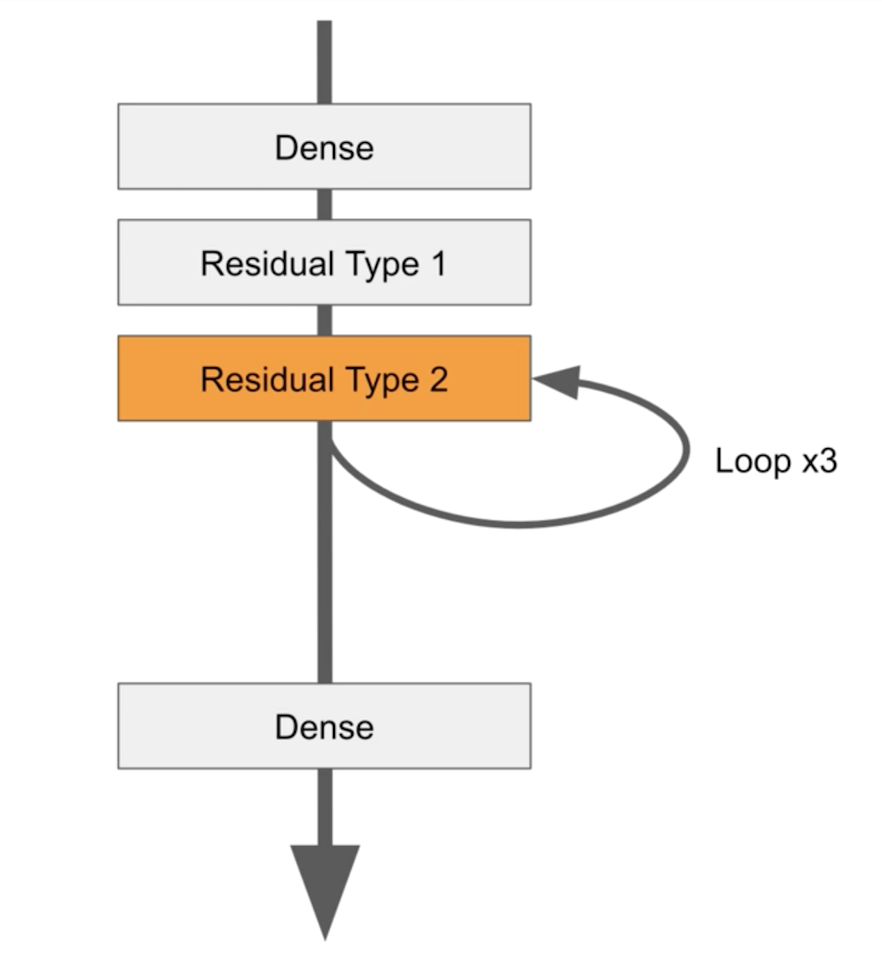 Dense
Residual Type 1
Residual Type 2
Loop x3
Dense